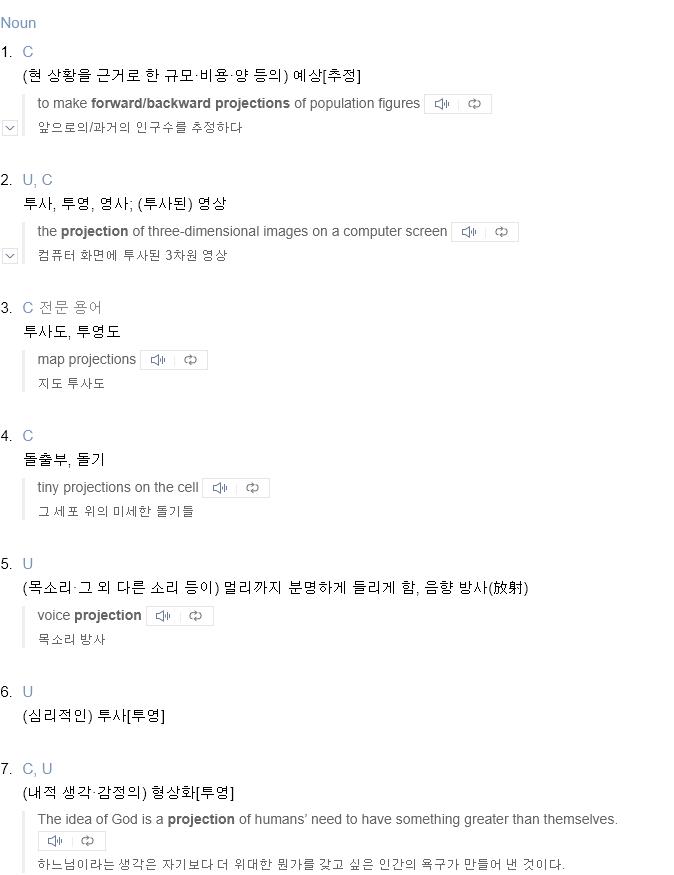 Noun
1. C
(현 상황을 근거로 한 규모·비용·양 등의) 예상[추정]
to make forward/backward projections of population figures
앞으로의/과거의 인구수를 추정하다
2. U, C
투사, 투영, 영사; (투사된) 영상
the projection of three-dimensional images on a computer screen
컴퓨터 화면에 투사된 3차원 영상
3. C 전문 용어
투사도, 투영도
map projections
지도 투사도
4. C
돌출부, 돌기
tiny projections on the cell
그 세포 위의 미세한 돌기들
5. U
(목소리·그 외 다른 소리 등이) 멀리까지 분명하게 들리게 함, 음향 방사(放射)
voice projection
목소리 방사
6. U
(심리적인) 투사[투영]
7. C, U
(내적 생각·감정의) 형상화[투영]
The idea of God is a projection of humans’ need to have something greater than themselves.
하느님이라는 생각은 자기보다 더 위대한 뭔가를 갖고 싶은 인간의 욕구가 만들어 낸 것이다.